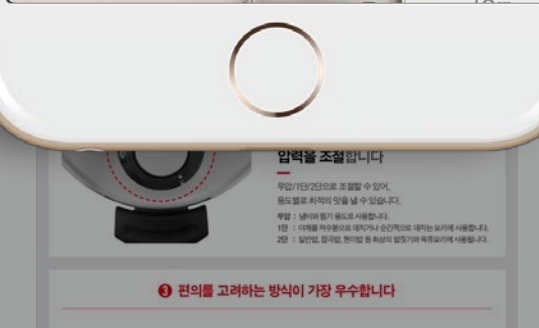 압력을 조절합니다
무압/1단/2단으로 조절할 수 있어,
용도별로 최적의 맛을 낼 수 있습니다.
무압 : 냄비와 찜기 용도로 사용합니다.
1단 : 야채를 저수분으로 데치거나 순간적으로 데치는 요리에 사용합니다.
2단 : 일반밥, 잡곡밥, 현미밥 등 최상의 밥짓기와 육류요리에 사용됩니다.
❸ 편의를 고려하는 방식이 가장 우수합니다